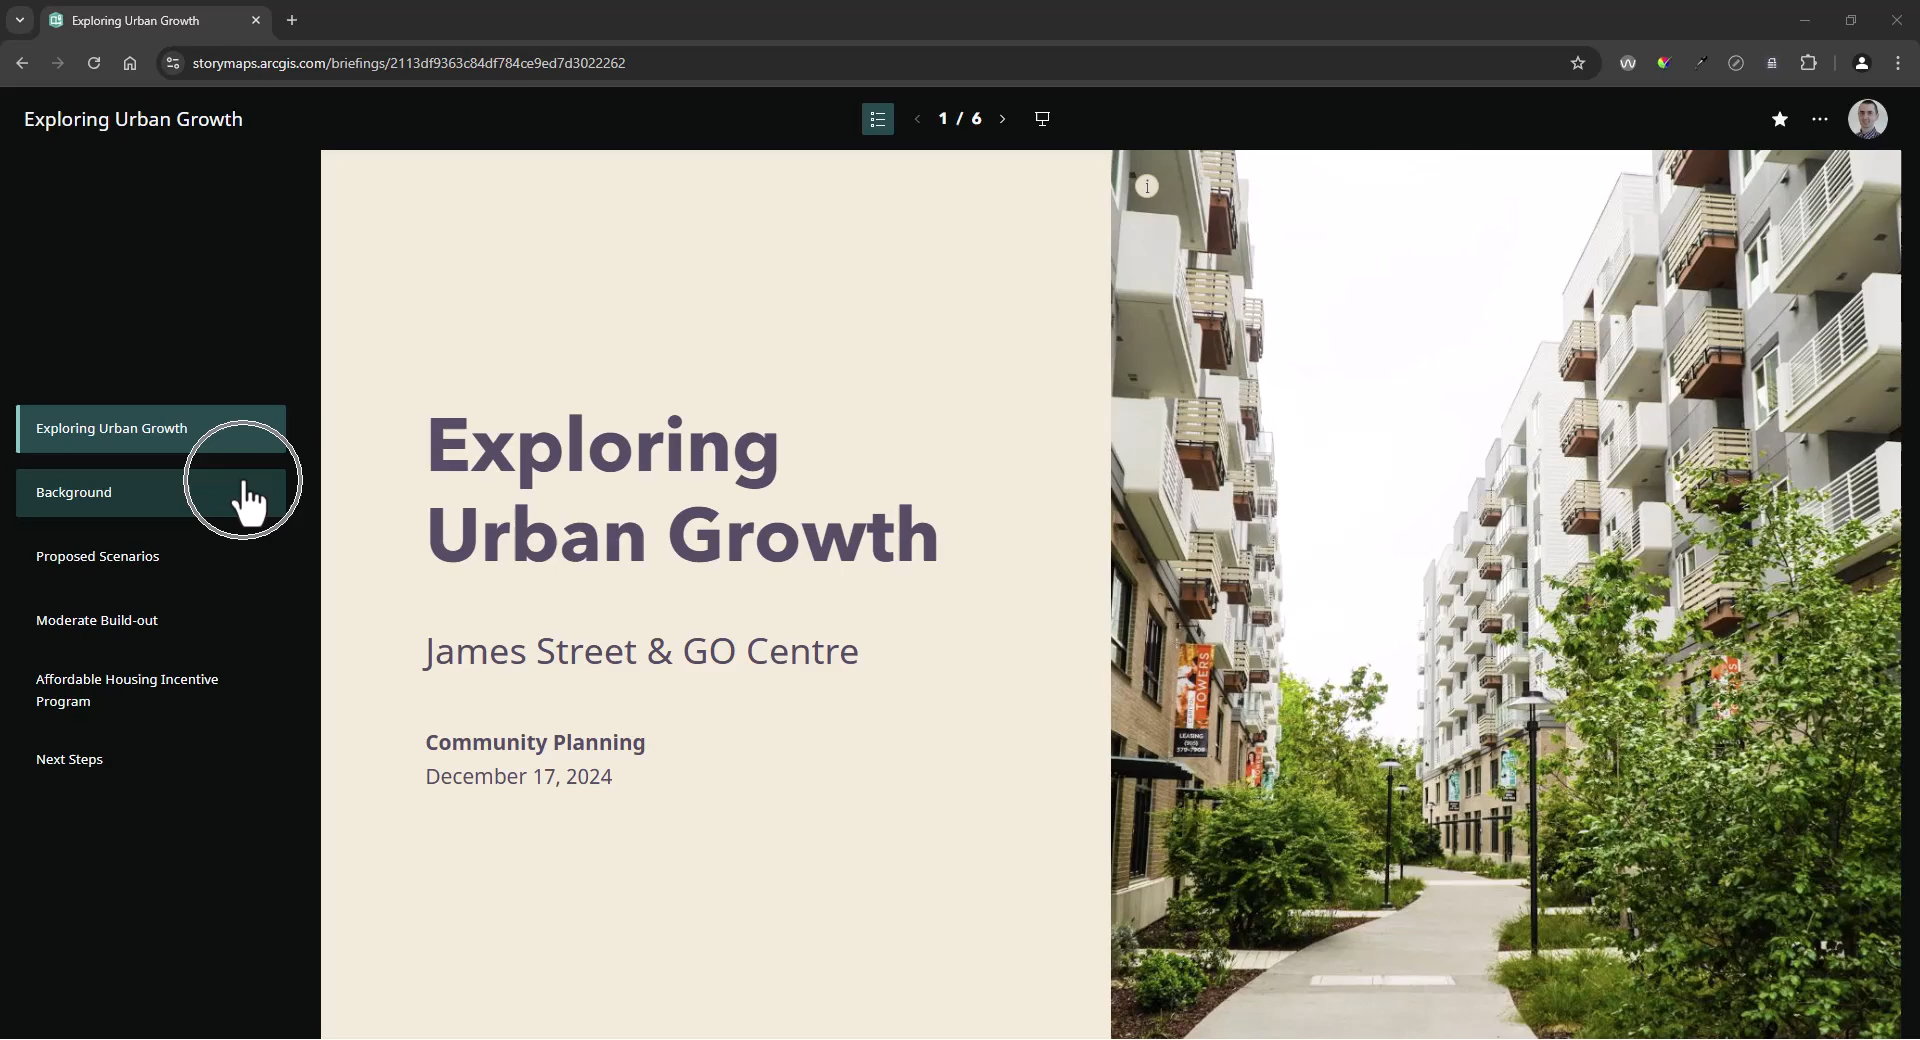 Exploring Urban Growth
storymaps.arcgis.com/briefings/2113df9363c84df784ce9ed7d3022262
Exploring Urban Growth
1 / 6
Exploring Urban Growth
Background
Proposed Scenarios
Moderate Build-out
Affordable Housing Incentive
Program
Next Steps
Exploring
Urban Growth
James Street & GO Centre
Community Planning
December 17, 2024
i
TOWERS
LEASING